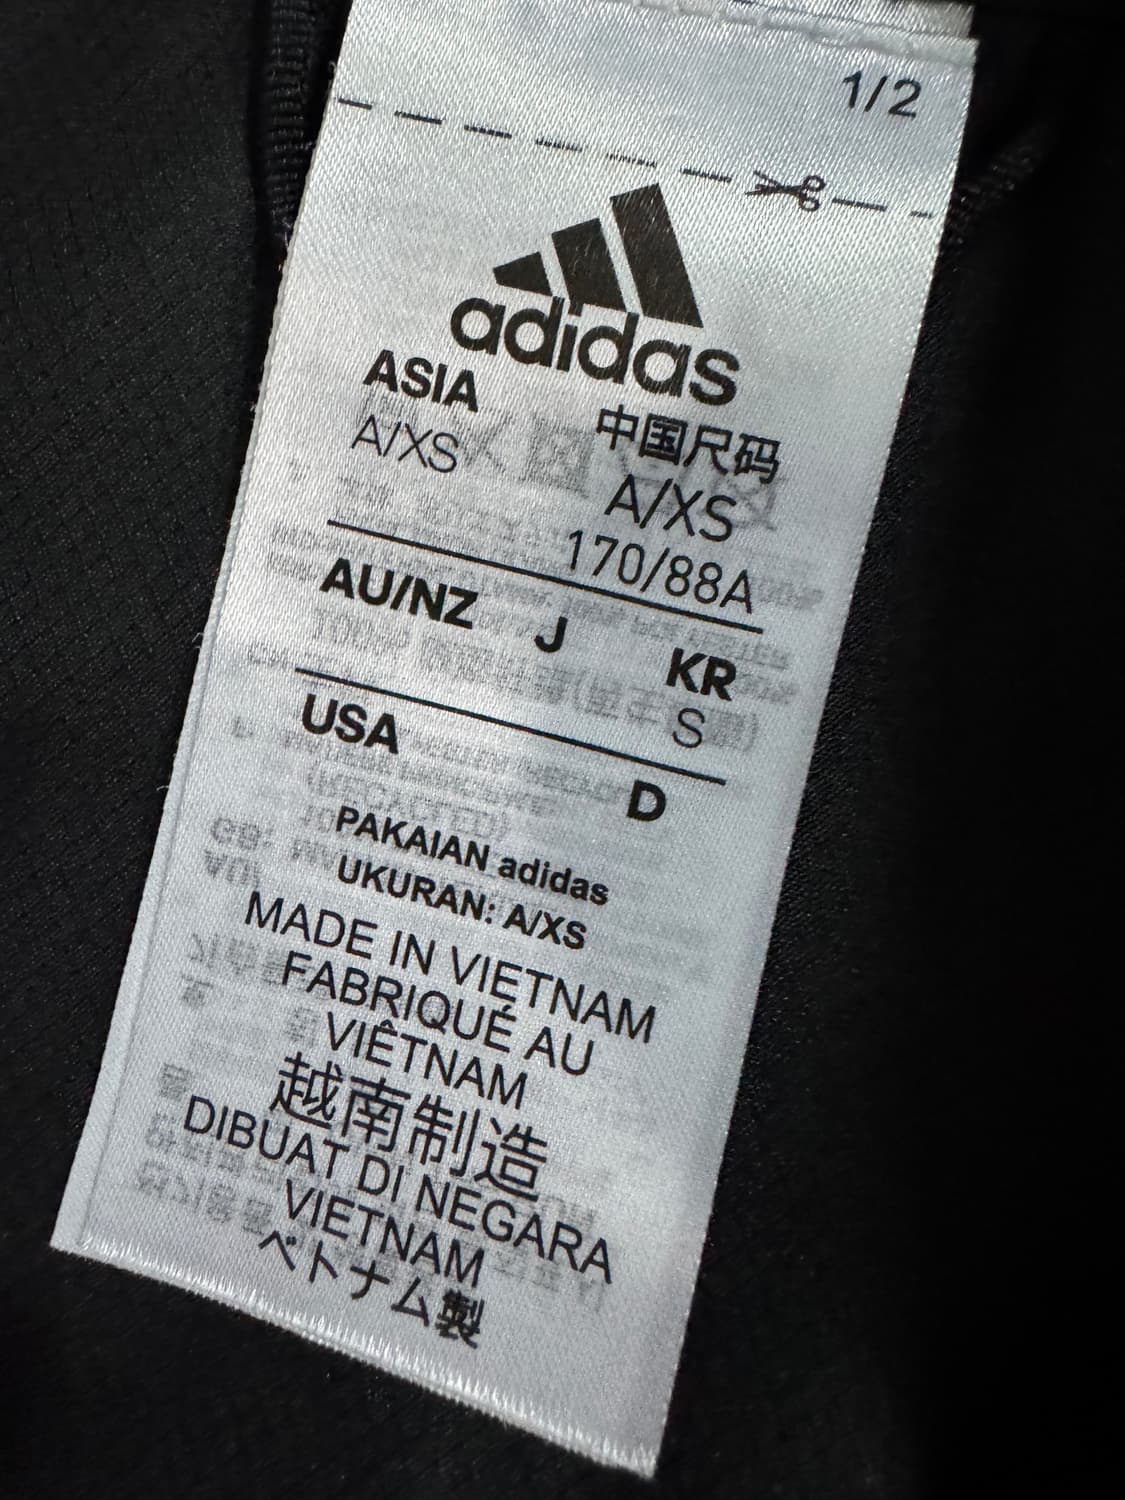 1/2
adidas
ASIA 中国尺码
A/XS A/XS
170/88A
AU/NZ J KR
S
USA D
PAKAIAN adidas
UKURAN: A/XS
MADE IN VIETNAM
FABRIQUÉ AU
VIÊTNAM
越南制造
DIBUAT DI NEGARA
VIETNAM
ベトナム製